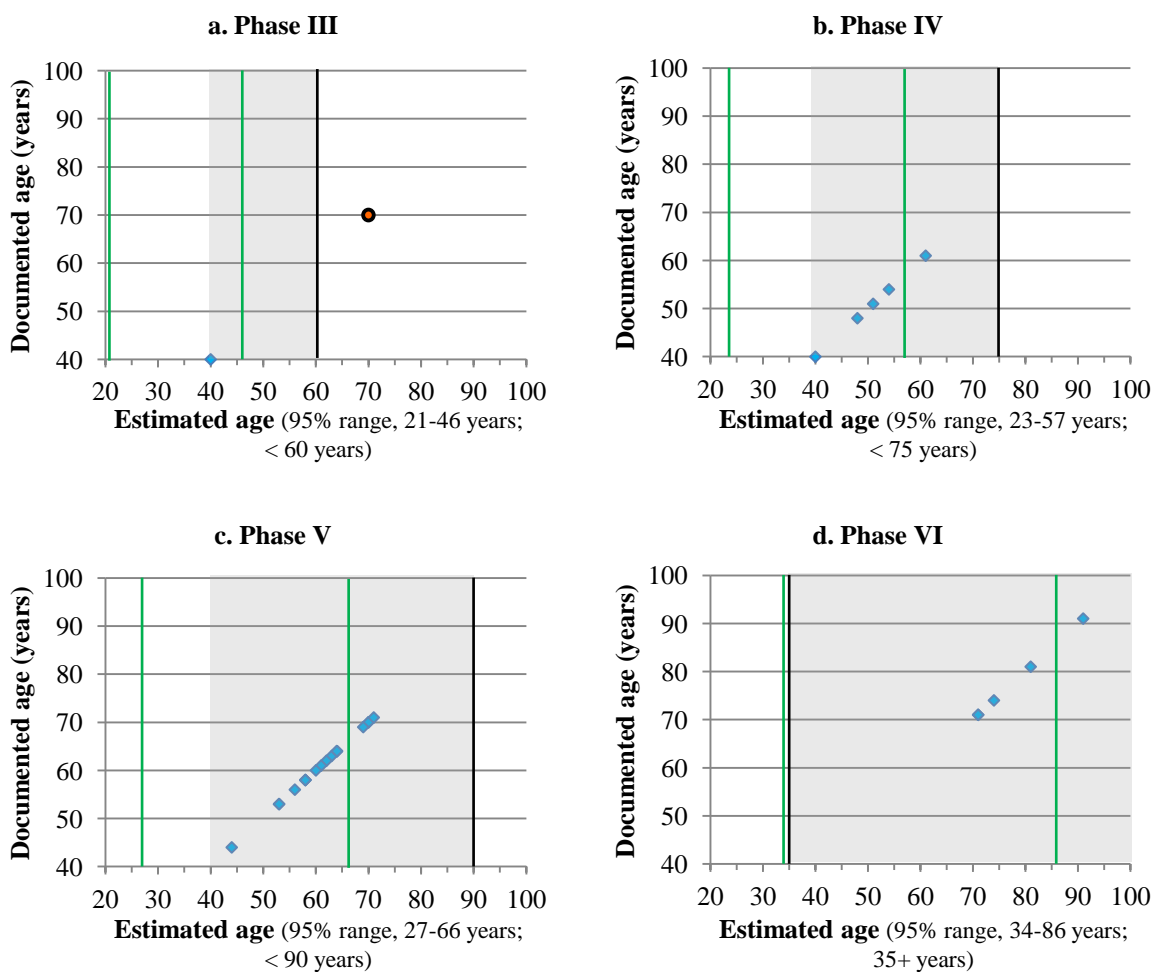 a. Phase III
Documented age (years)
100
90
80
70
60
50
40
20 30 40 50 60 70 80 90 100
Estimated age (95% range, 21-46 years;
< 60 years)
b. Phase IV
Documented age (years)
100
90
80
70
60
50
40
20 30 40 50 60 70 80 90 100
Estimated age (95% range, 23-57 years;
< 75 years)
c. Phase V
Documented age (years)
100
90
80
70
60
50
40
20 30 40 50 60 70 80 90 100
Estimated age (95% range, 27-66 years;
< 90 years)
d. Phase VI
Documented age (years)
100
90
80
70
60
50
40
20 30 40 50 60 70 80 90 100
Estimated age (95% range, 34-86 years;
35+ years)